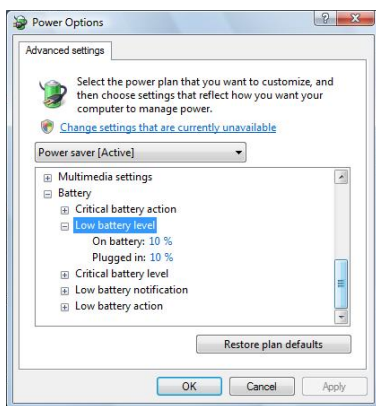 Power Options
Advanced settings
Select the power plan that you want to customize, and
then choose settings that reflect how you want your
computer to manage power.
Change settings that are currently unavailable
Power saver [Active]
Multimedia settings
Battery
Critical battery action
Low battery level
On battery: 10 %
Plugged in: 10 %
Critical battery level
Low battery notification
Low battery action
Restore plan defaults
OK Cancel Apply